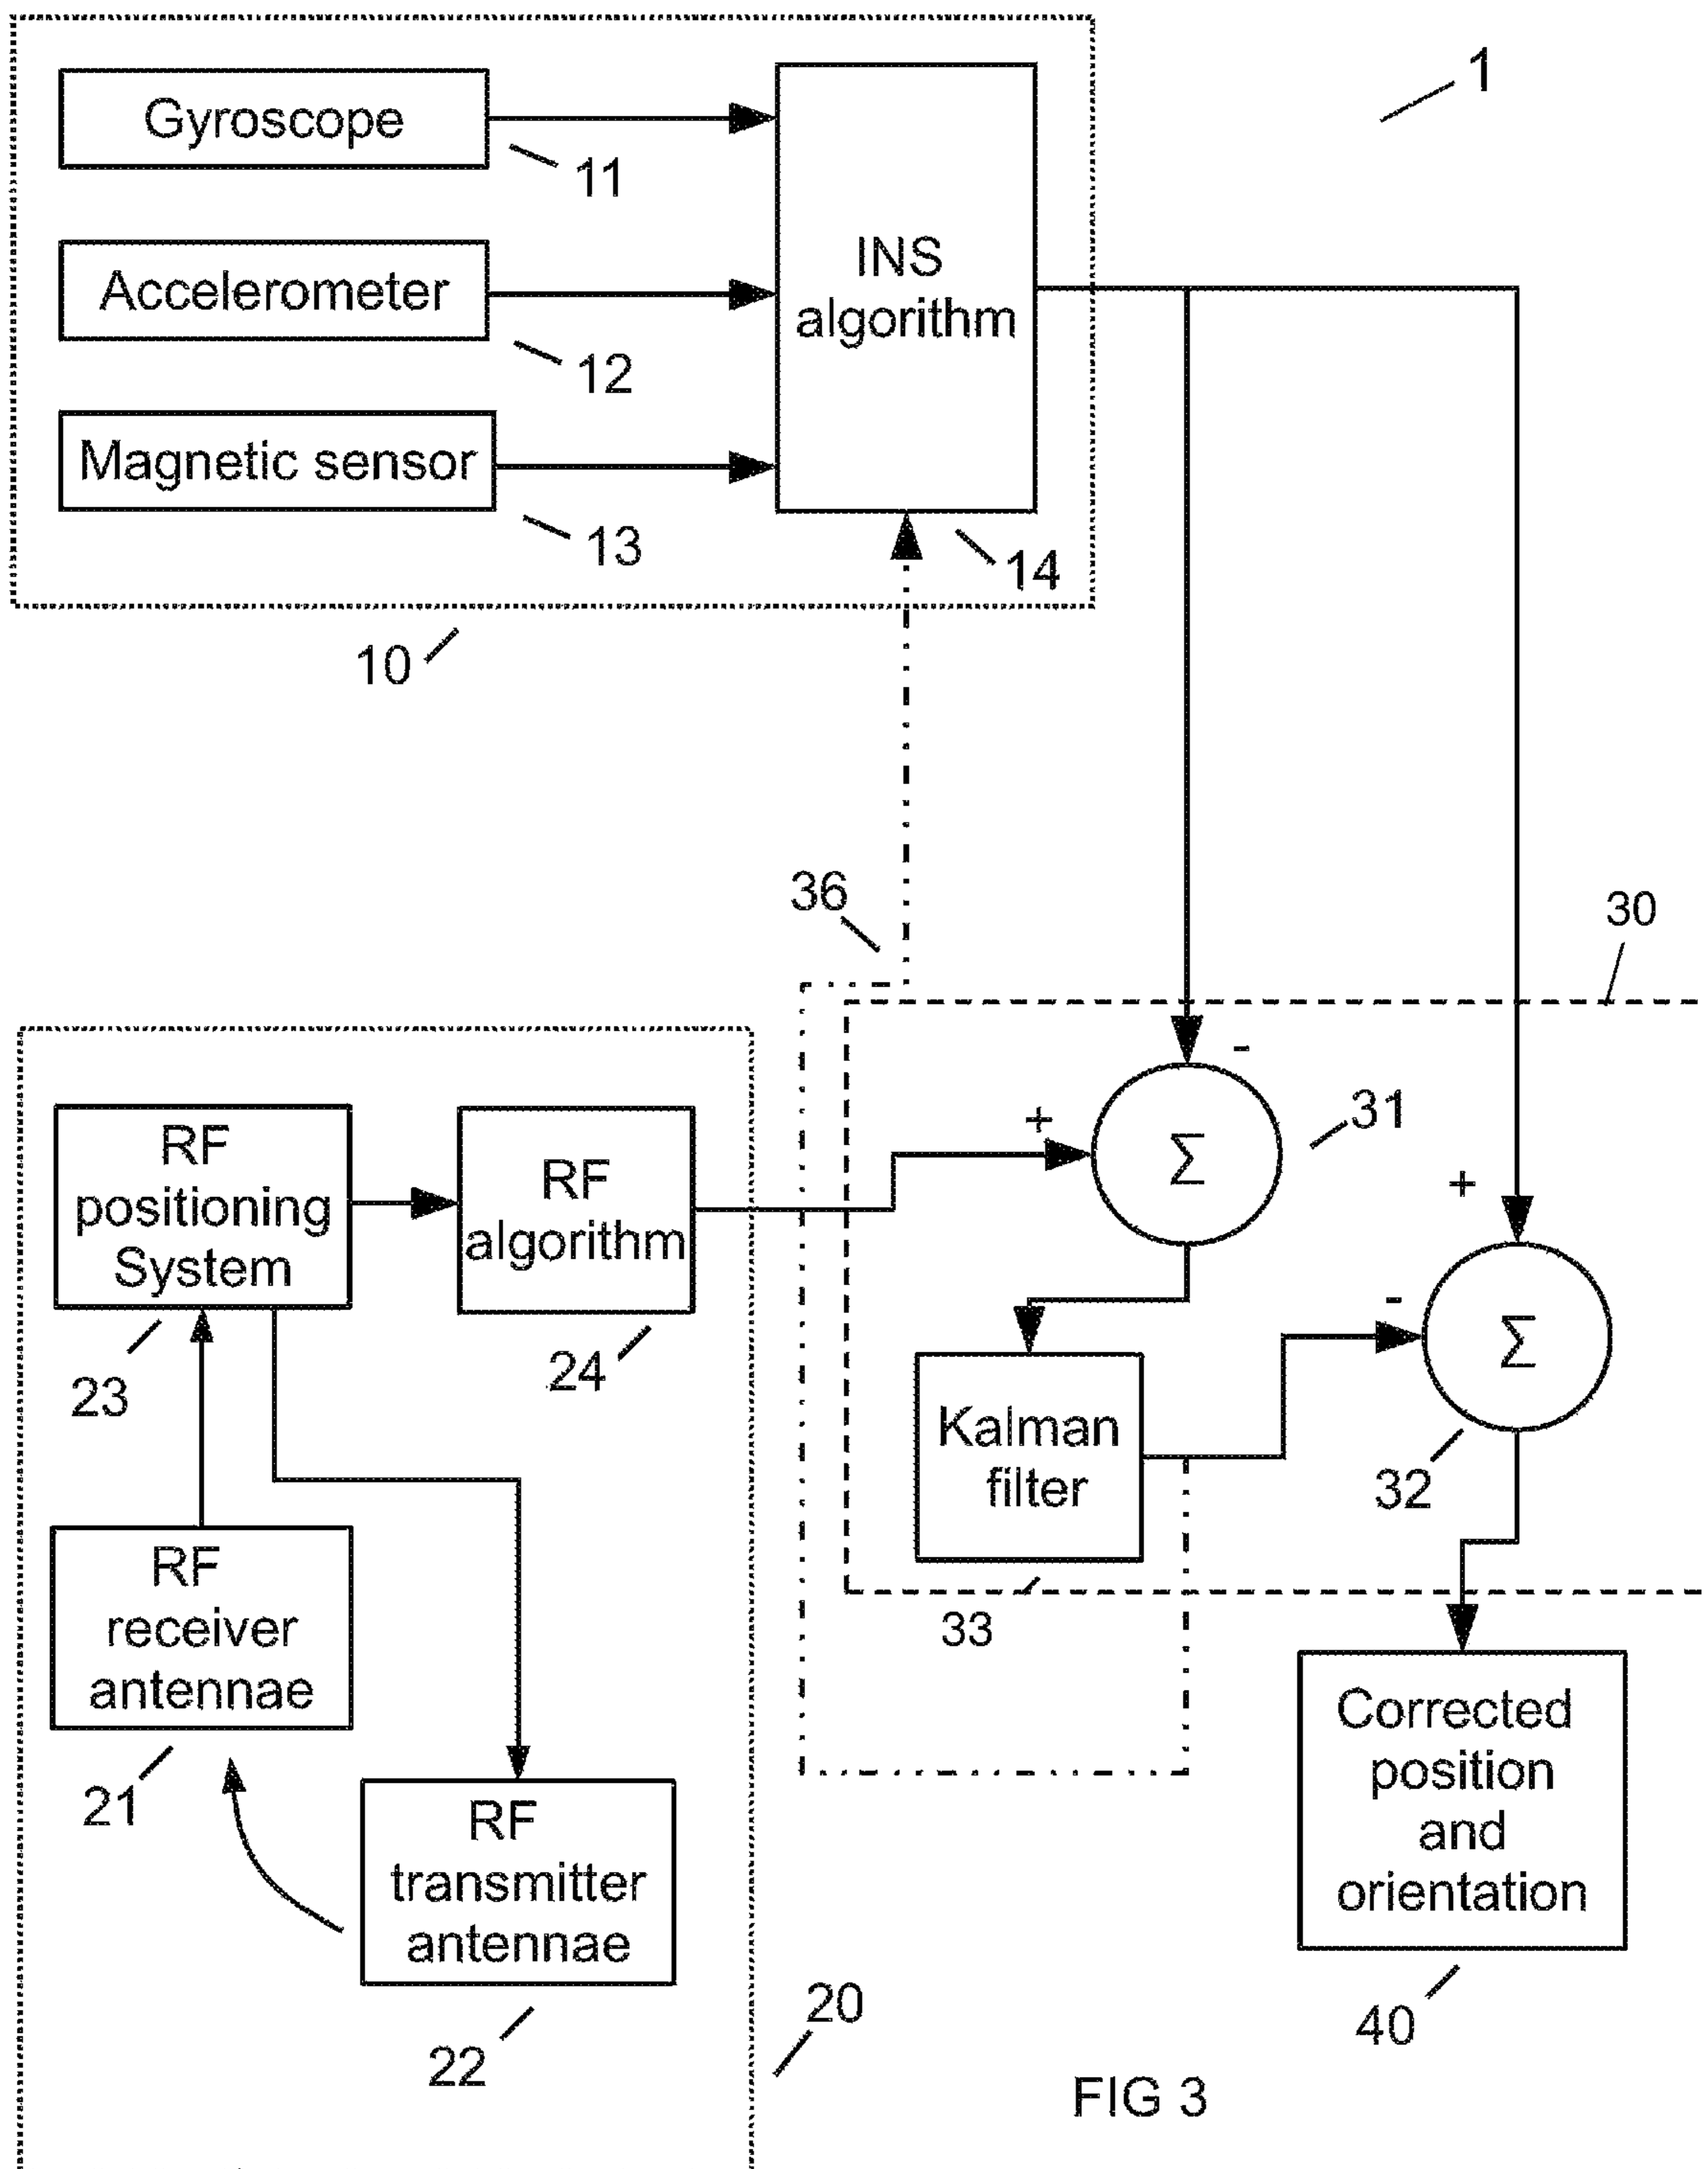 1
Gyroscope
11
Accelerometer
12
Magnetic sensor
13
INS
algorithm
14
10
36
30
-
+
Σ
31
+
-
Σ
32
Kalman
filter
33
RF
positioning
System
23
RF
algorithm
24
RF
receiver
antennae
21
RF
transmitter
antennae
22
20
Corrected
position
and
orientation
40
FIG 3